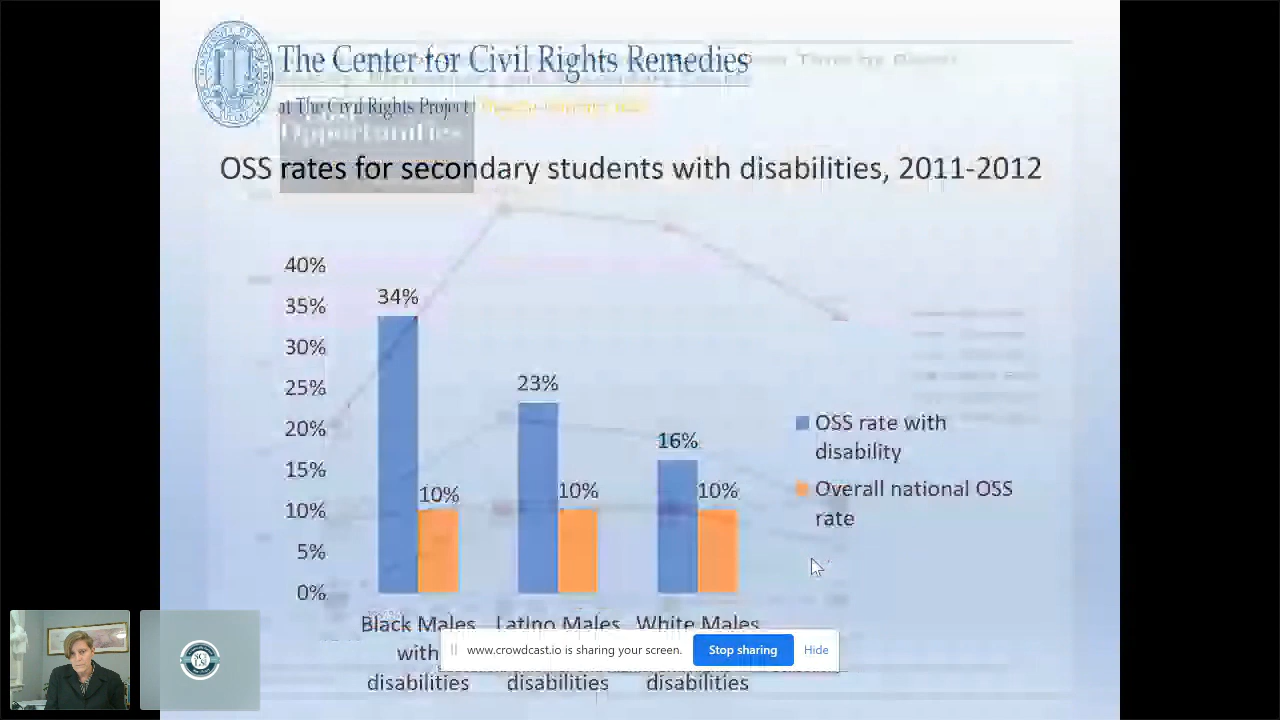 The Center for Civil Rights Remedies
at The Civil Rights Project
Opportunities
OSS rates for secondary students with disabilities, 2011-2012
40%
35%
30%
25%
20%
15%
10%
5%
0%
34%
10%
23%
10%
16%
10%
OSS rate with
disability
Overall national OSS
rate
Black Males
with
disabilities
Latino Males
disabilities
White Males
disabilities
www.crowdcast.io is sharing your screen.
Stop sharing
Hide